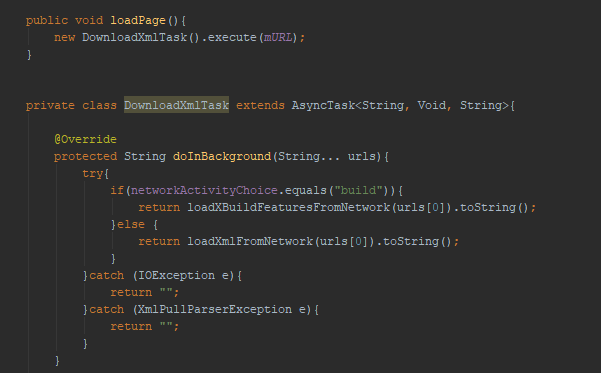 public void loadPage(){
new DownloadXmlTask().execute(mURL);
}
private class DownloadXmlTask extends AsyncTask<String, Void, String>{
@Override
protected String doInBackground(String... urls){
try{
if(networkActivityChoice.equals("build")){
return loadXBuildFeaturesFromNetwork(urls[0]).toString();
}else {
return loadXmlFromNetwork(urls[0]).toString();
}
}catch (IOException e){
return "";
}catch (XmlPullParserException e){
return "";
}
}